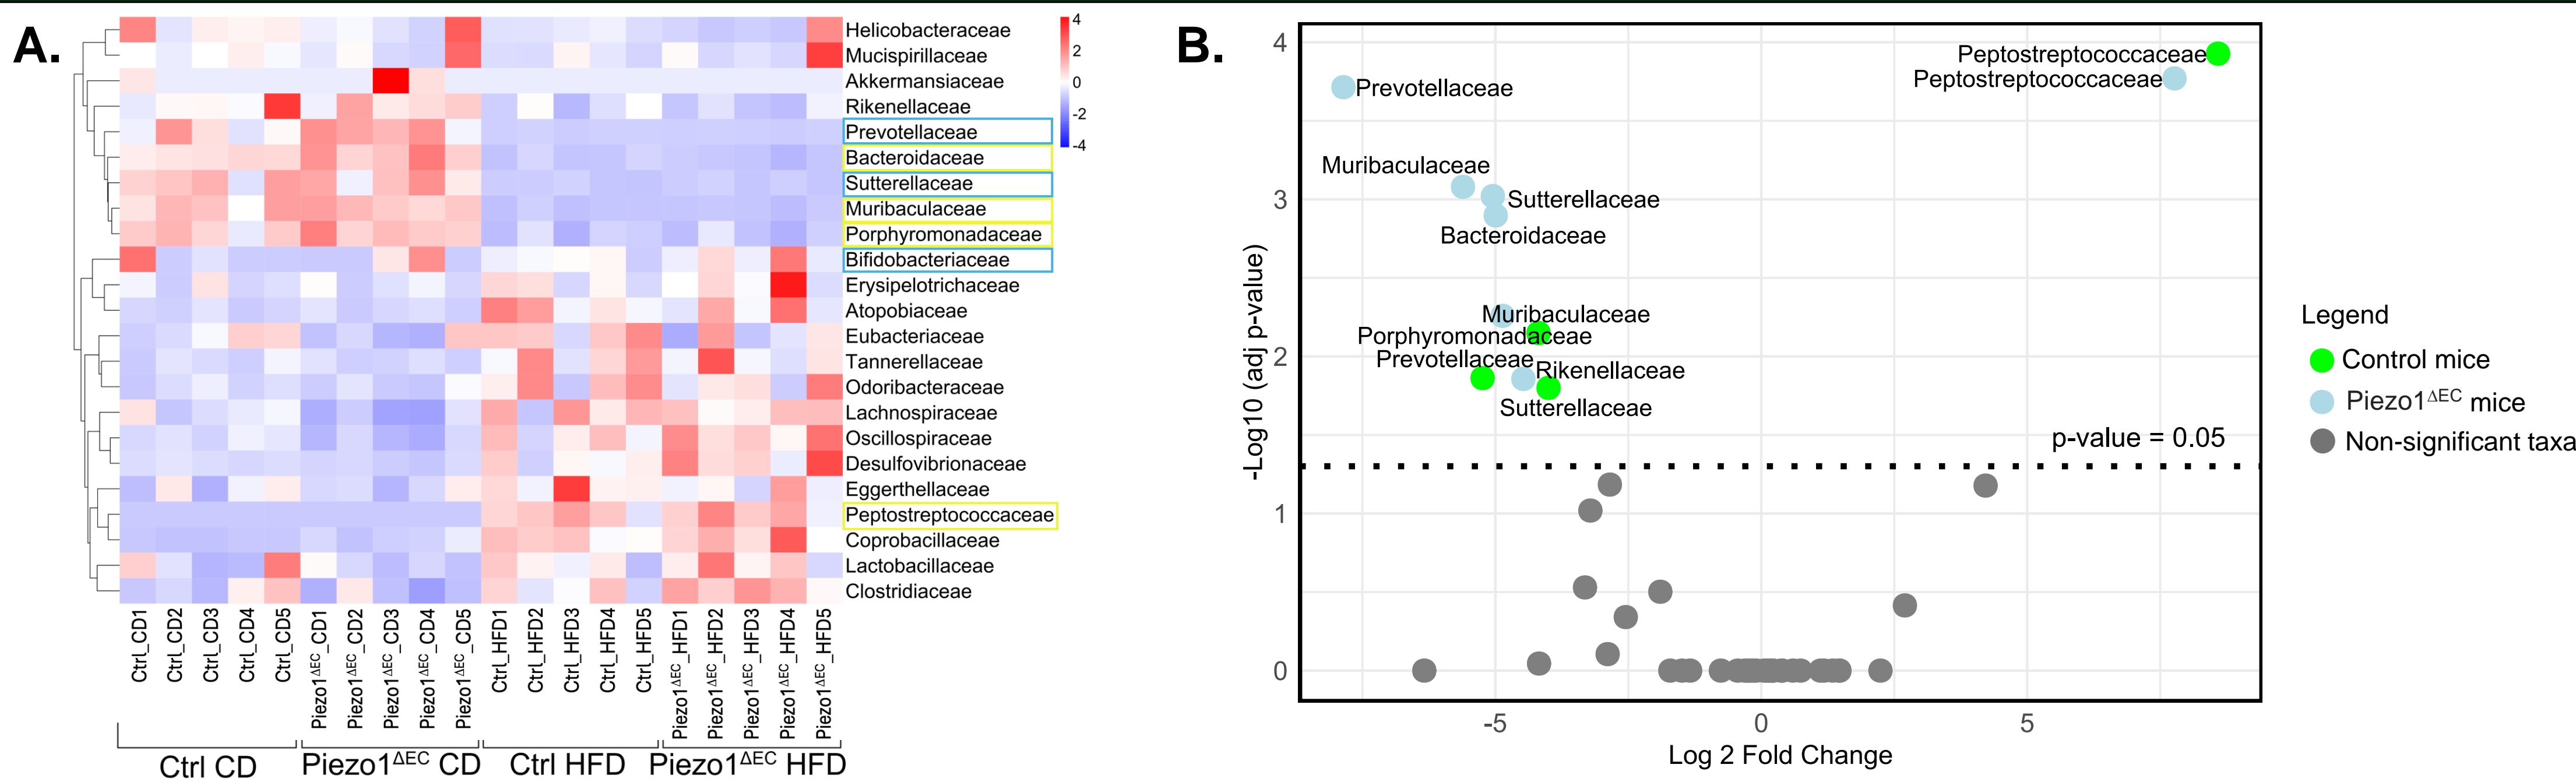 A.
Helicobacteraceae
Mucispirillaceae
Akkermansiaceae
Rikenellaceae
Prevotellaceae
Bacteroidaceae
Sutterellaceae
Muribaculaceae
Porphyromonadaceae
Bifidobacteriaceae
Erysipelotrichaceae
Atopobiaceae
Eubacteriaceae
Tannerellaceae
Odoribacteraceae
Lachnospiraceae
Oscillospiraceae
Desulfovibrionaceae
Eggerthellaceae
Peptostreptococcaceae
Coprobacillaceae
Lactobacillaceae
Clostridiaceae
4
2
0
-2
-4
Ctrl_CD1
Ctrl_CD2
Ctrl_CD3
Ctrl_CD4
Ctrl_CD5
Piezo1ΔEC_CD1
Piezo1ΔEC_CD2
Piezo1ΔEC_CD3
Piezo1ΔEC_CD4
Piezo1ΔEC_CD5
Ctrl_HFD1
Ctrl_HFD2
Ctrl_HFD3
Ctrl_HFD4
Ctrl_HFD5
Piezo1ΔEC_HFD1
Piezo1ΔEC_HFD2
Piezo1ΔEC_HFD3
Piezo1ΔEC_HFD4
Piezo1ΔEC_HFD5
Ctrl CD
Piezo1ΔEC CD
Ctrl HFD
Piezo1ΔEC HFD
B.
-Log10 (adj p-value)
4
3
2
1
0
Peptostreptococcaceae
Peptostreptococcaceae
Prevotellaceae
Muribaculaceae
Sutterellaceae
Bacteroidaceae
Muribaculaceae
Porphyromonadaceae
Prevotellaceae
Rikenellaceae
Sutterellaceae
p-value = 0.05
-5
0
5
Log 2 Fold Change
Legend
Control mice
Piezo1ΔEC mice
Non-significant taxa